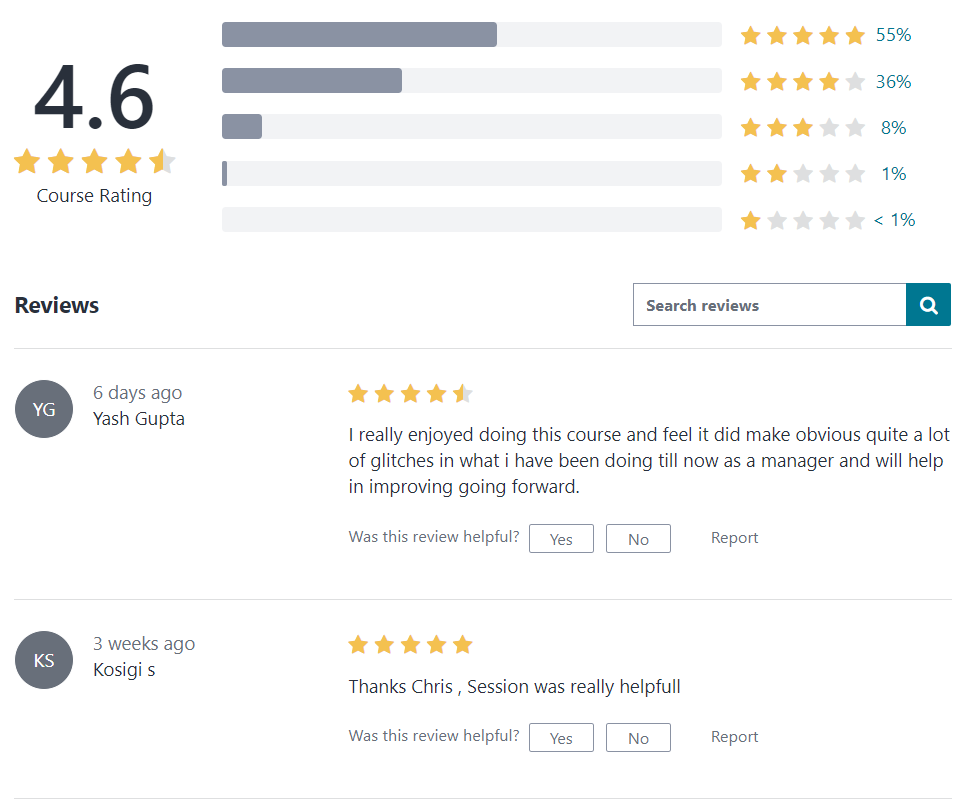 4.6
Course Rating
55%
36%
8%
1%
< 1%
Reviews
Search reviews
YG
6 days ago
Yash Gupta
I really enjoyed doing this course and feel it did make obvious quite a lot
of glitches in what i have been doing till now as a manager and will help
in improving going forward.
Was this review helpful? Yes No Report
KS
3 weeks ago
Kosigi s
Thanks Chris , Session was really helpfull
Was this review helpful? Yes No Report